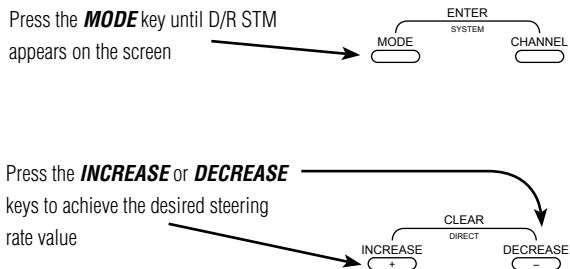 Press the MODE key until D/R STM
appears on the screen
ENTER
SYSTEM
MODE
CHANNEL
Press the INCREASE or DECREASE
keys to achieve the desired steering
rate value
CLEAR
DIRECT
INCREASE
DECREASE
+
–